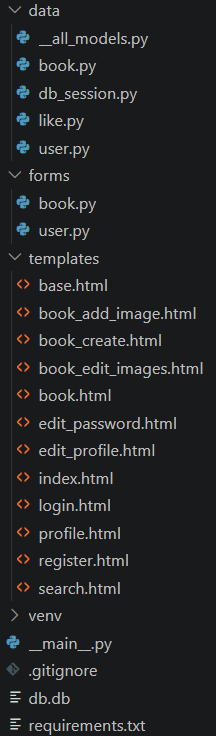 data
__all_models.py
book.py
db_session.py
like.py
user.py
forms
book.py
user.py
templates
base.html
book_add_image.html
book_create.html
book_edit_images.html
book.html
edit_password.html
edit_profile.html
index.html
login.html
profile.html
register.html
search.html
venv
__main__.py
.gitignore
db.db
requirements.txt